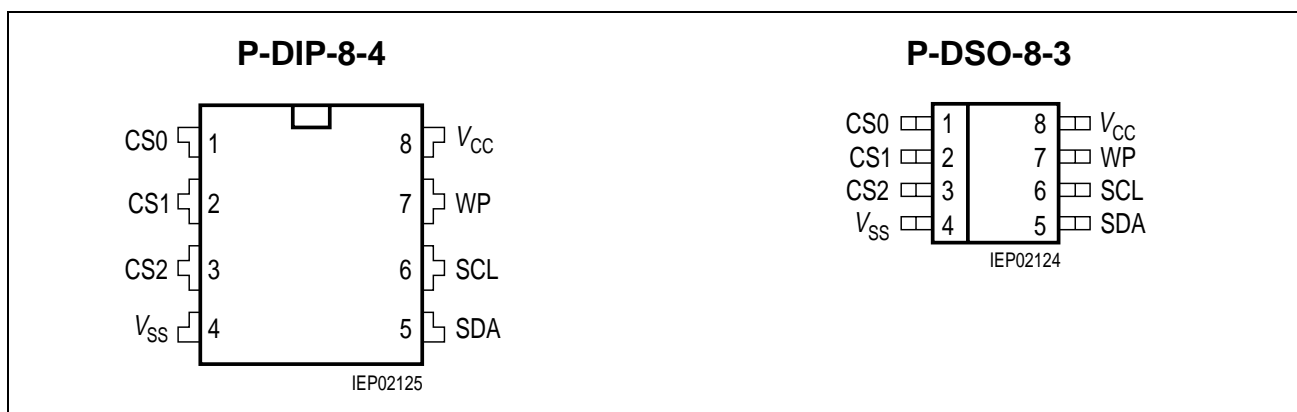 P-DIP-8-4
CS0 1 8 VCC
CS1 2 7 WP
CS2 3 6 SCL
VSS 4 5 SDA
IEP02125
P-DSO-8-3
CS0 1 8 VCC
CS1 2 7 WP
CS2 3 6 SCL
VSS 4 5 SDA
IEP02124